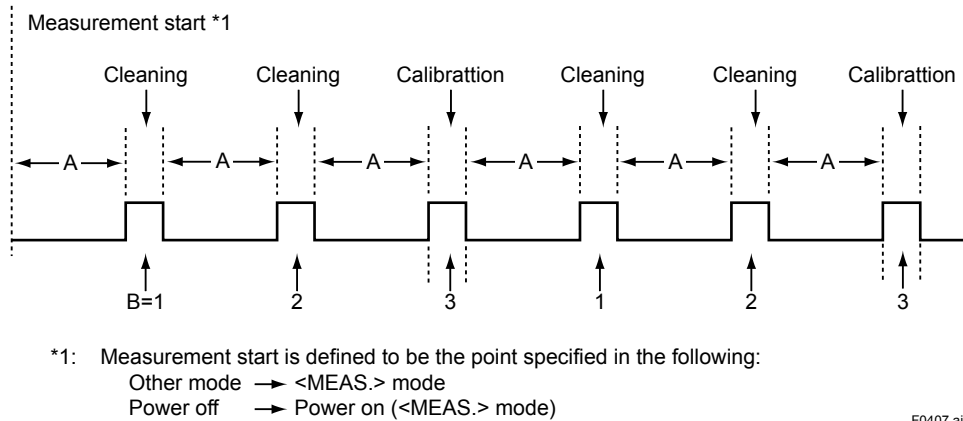 Measurement start *1
Cleaning Cleaning Calibrattion Cleaning Cleaning Calibrattion
A A A A A A
B=1 2 3 1 2 3
*1: Measurement start is defined to be the point specified in the following:
Other mode → <MEAS.> mode
Power off → Power on (<MEAS.> mode)
F0407.ai